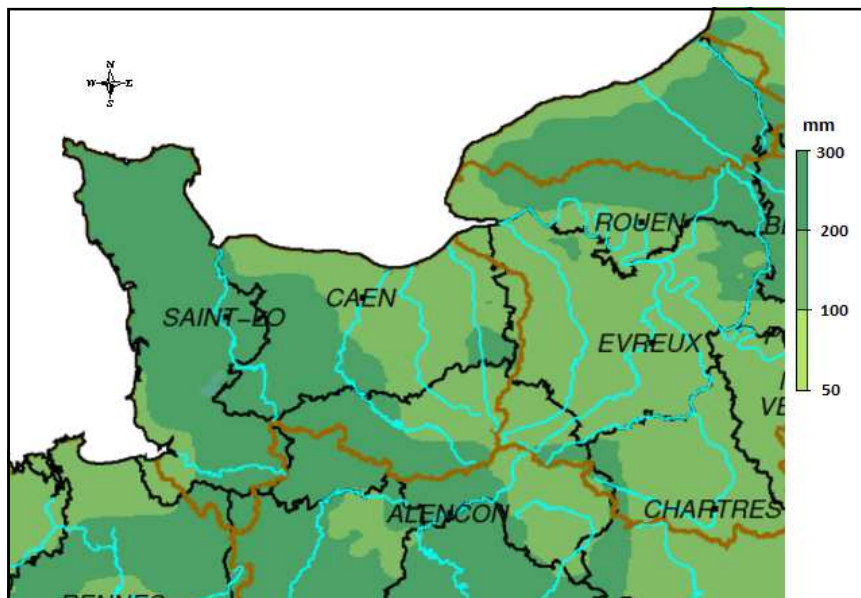 N
W E
S
mm
300
200
100
50
ROUEN
CAEN
SAINT-LO
EVREUX
ALENCON
CHARTRES